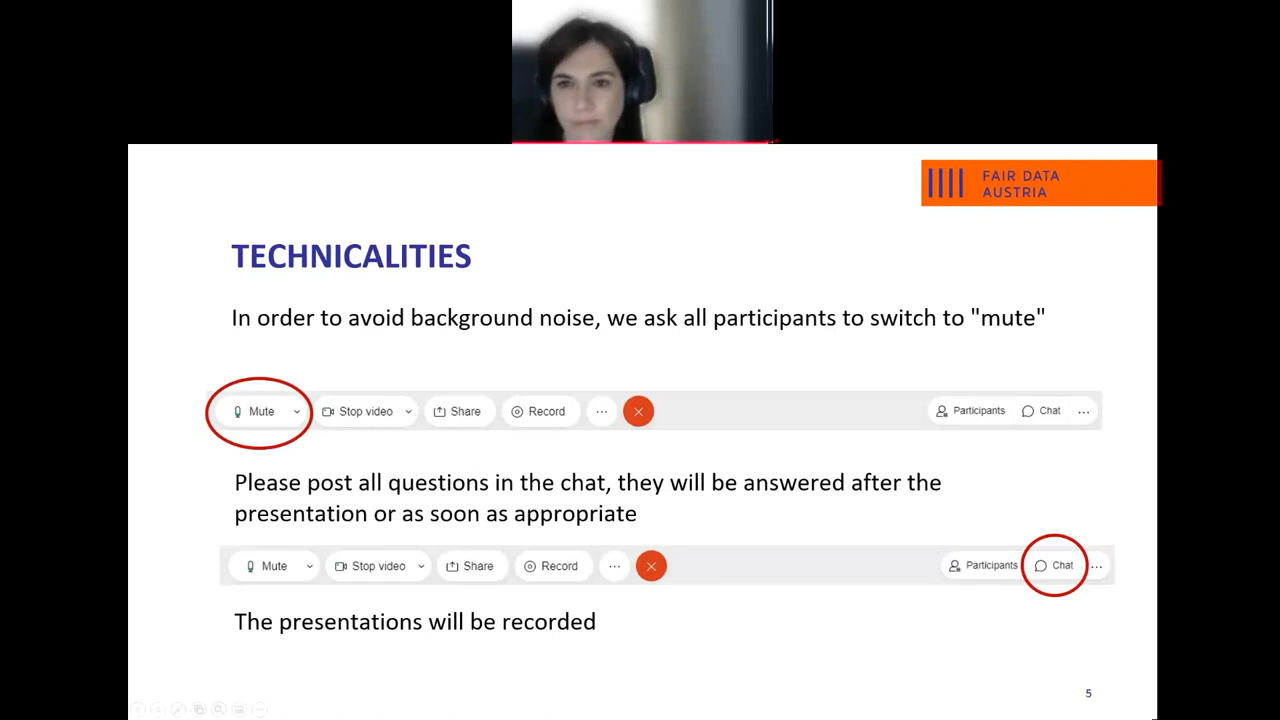 FAIR DATA
AUSTRIA
TECHNICALITIES
In order to avoid background noise, we ask all participants to switch to "mute"
Mute Stop video Share Record ... Participants Chat ...
Please post all questions in the chat, they will be answered after the
presentation or as soon as appropriate
Mute Stop video Share Record ... Participants Chat ...
The presentations will be recorded
5